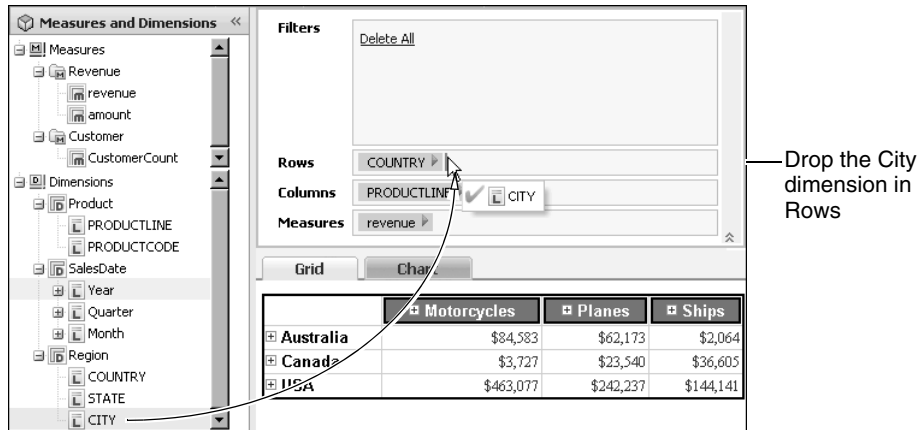 Measures and Dimensions «
Measures
Revenue
revenue
amount
Customer
CustomerCount
Dimensions
Product
PRODUCTLINE
PRODUCTCODE
SalesDate
Year
Quarter
Month
Region
COUNTRY
STATE
CITY
Filters
Delete All
Rows COUNTRY
Columns PRODUCTLINE CITY
Measures revenue
Grid Chart
Motorcycles Planes Ships
Australia $84,583 $62,173 $2,064
Canada $3,727 $23,540 $36,605
USA $463,077 $242,237 $144,141
Drop the City
dimension in
Rows